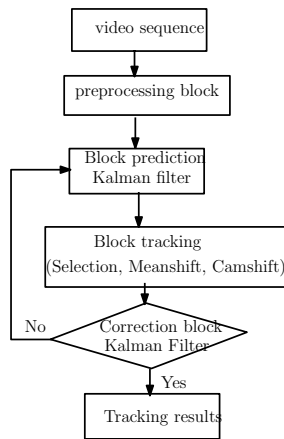 video sequence
preprocessing block
Block prediction
Kalman filter
Block tracking
(Selection, Meanshift, Camshift)
Correction block
Kalman Filter
No
Yes
Tracking results